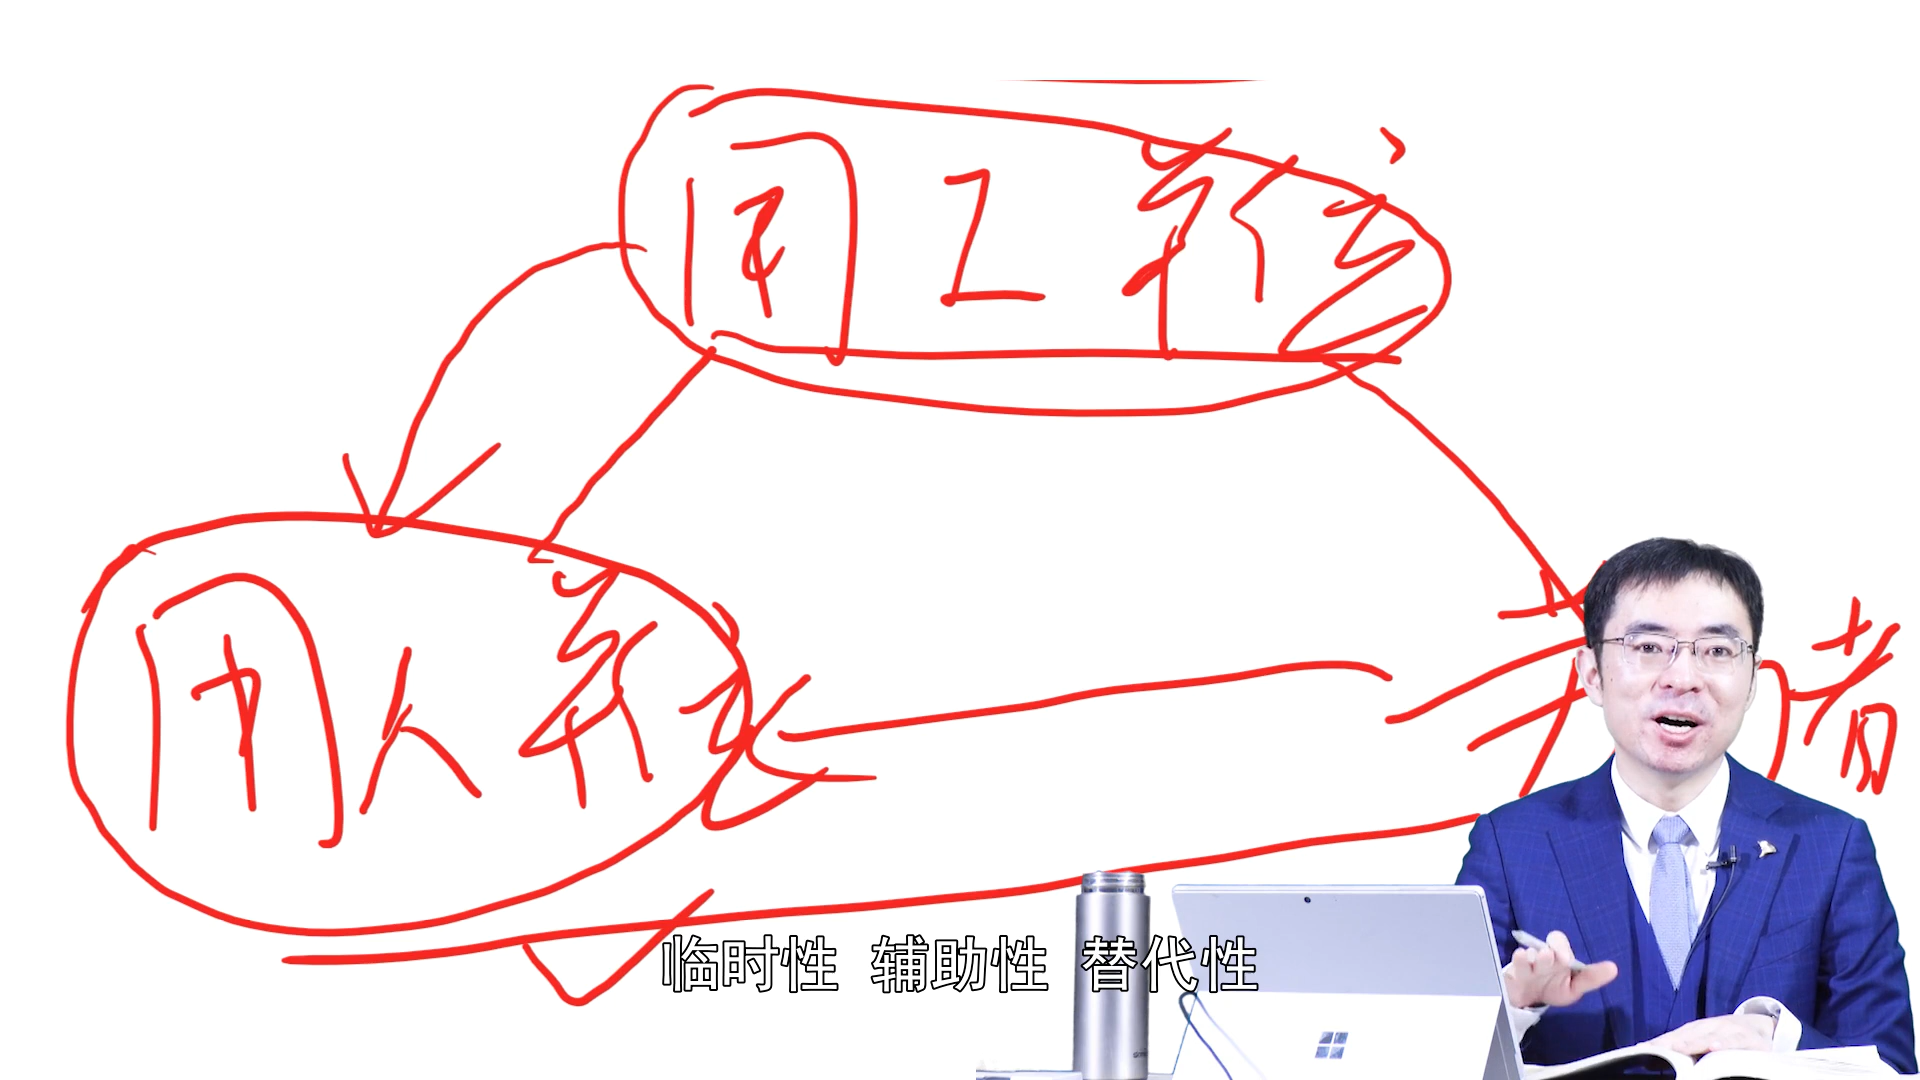 用工单位
用人单位
劳动者
临时性 辅助性 替代性